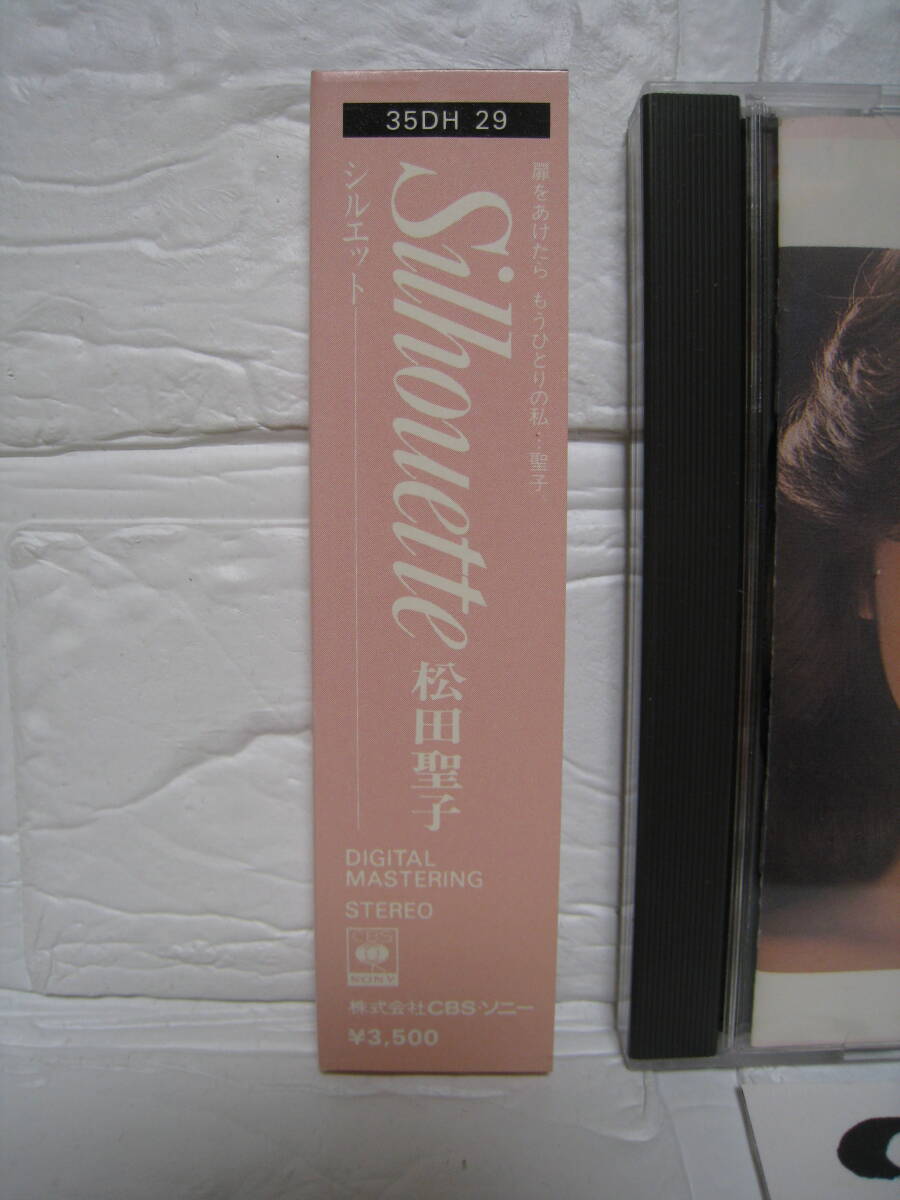 35DH 29
扉をあけたら もうひとりの私…聖子
Silhouette 松田聖子
シルエット
DIGITAL
MASTERING
STEREO
CBS
SONY
株式会社CBS・ソニー
¥3,500